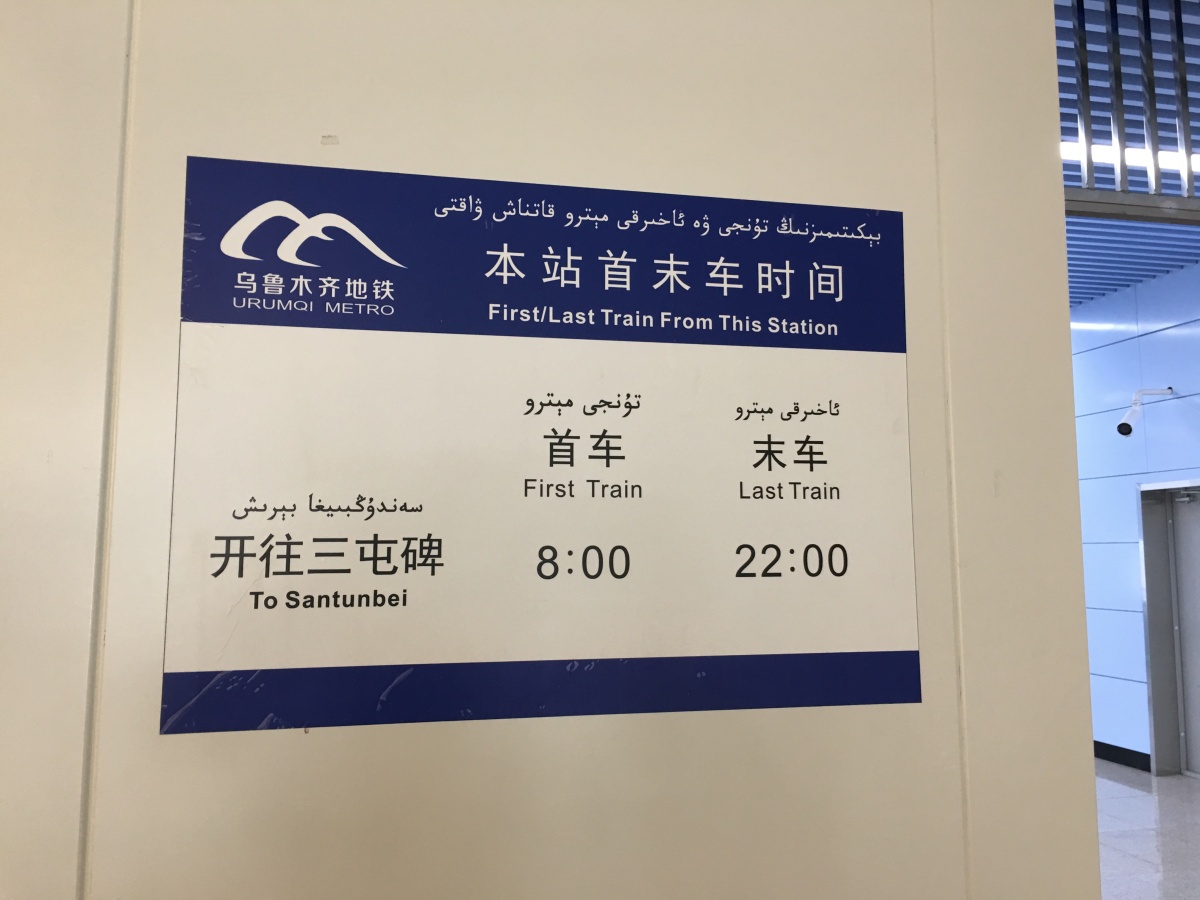 乌鲁木齐地铁
URUMQI METRO
بېكىتىمىزنىڭ تۇنجى ۋە ئاخىرقى مېترو قاتناش ۋاقتى
本站首末车时间
First/Last Train From This Station
تۇنجى مېترو
首车
First Train
ئاخىرقى مېترو
末车
Last Train
سەندۇڭبىيغا بېرىش
开往三屯碑
To Santunbei
8:00
22:00